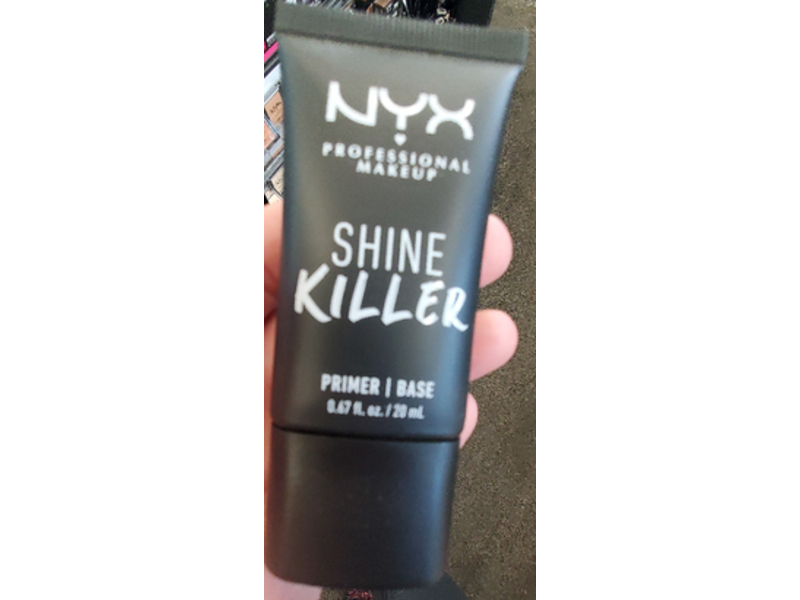 NYX
PROFESSIONAL
MAKEUP
SHINE
KILLER
PRIMER | BASE
0.67 fl. oz. / 20 mL